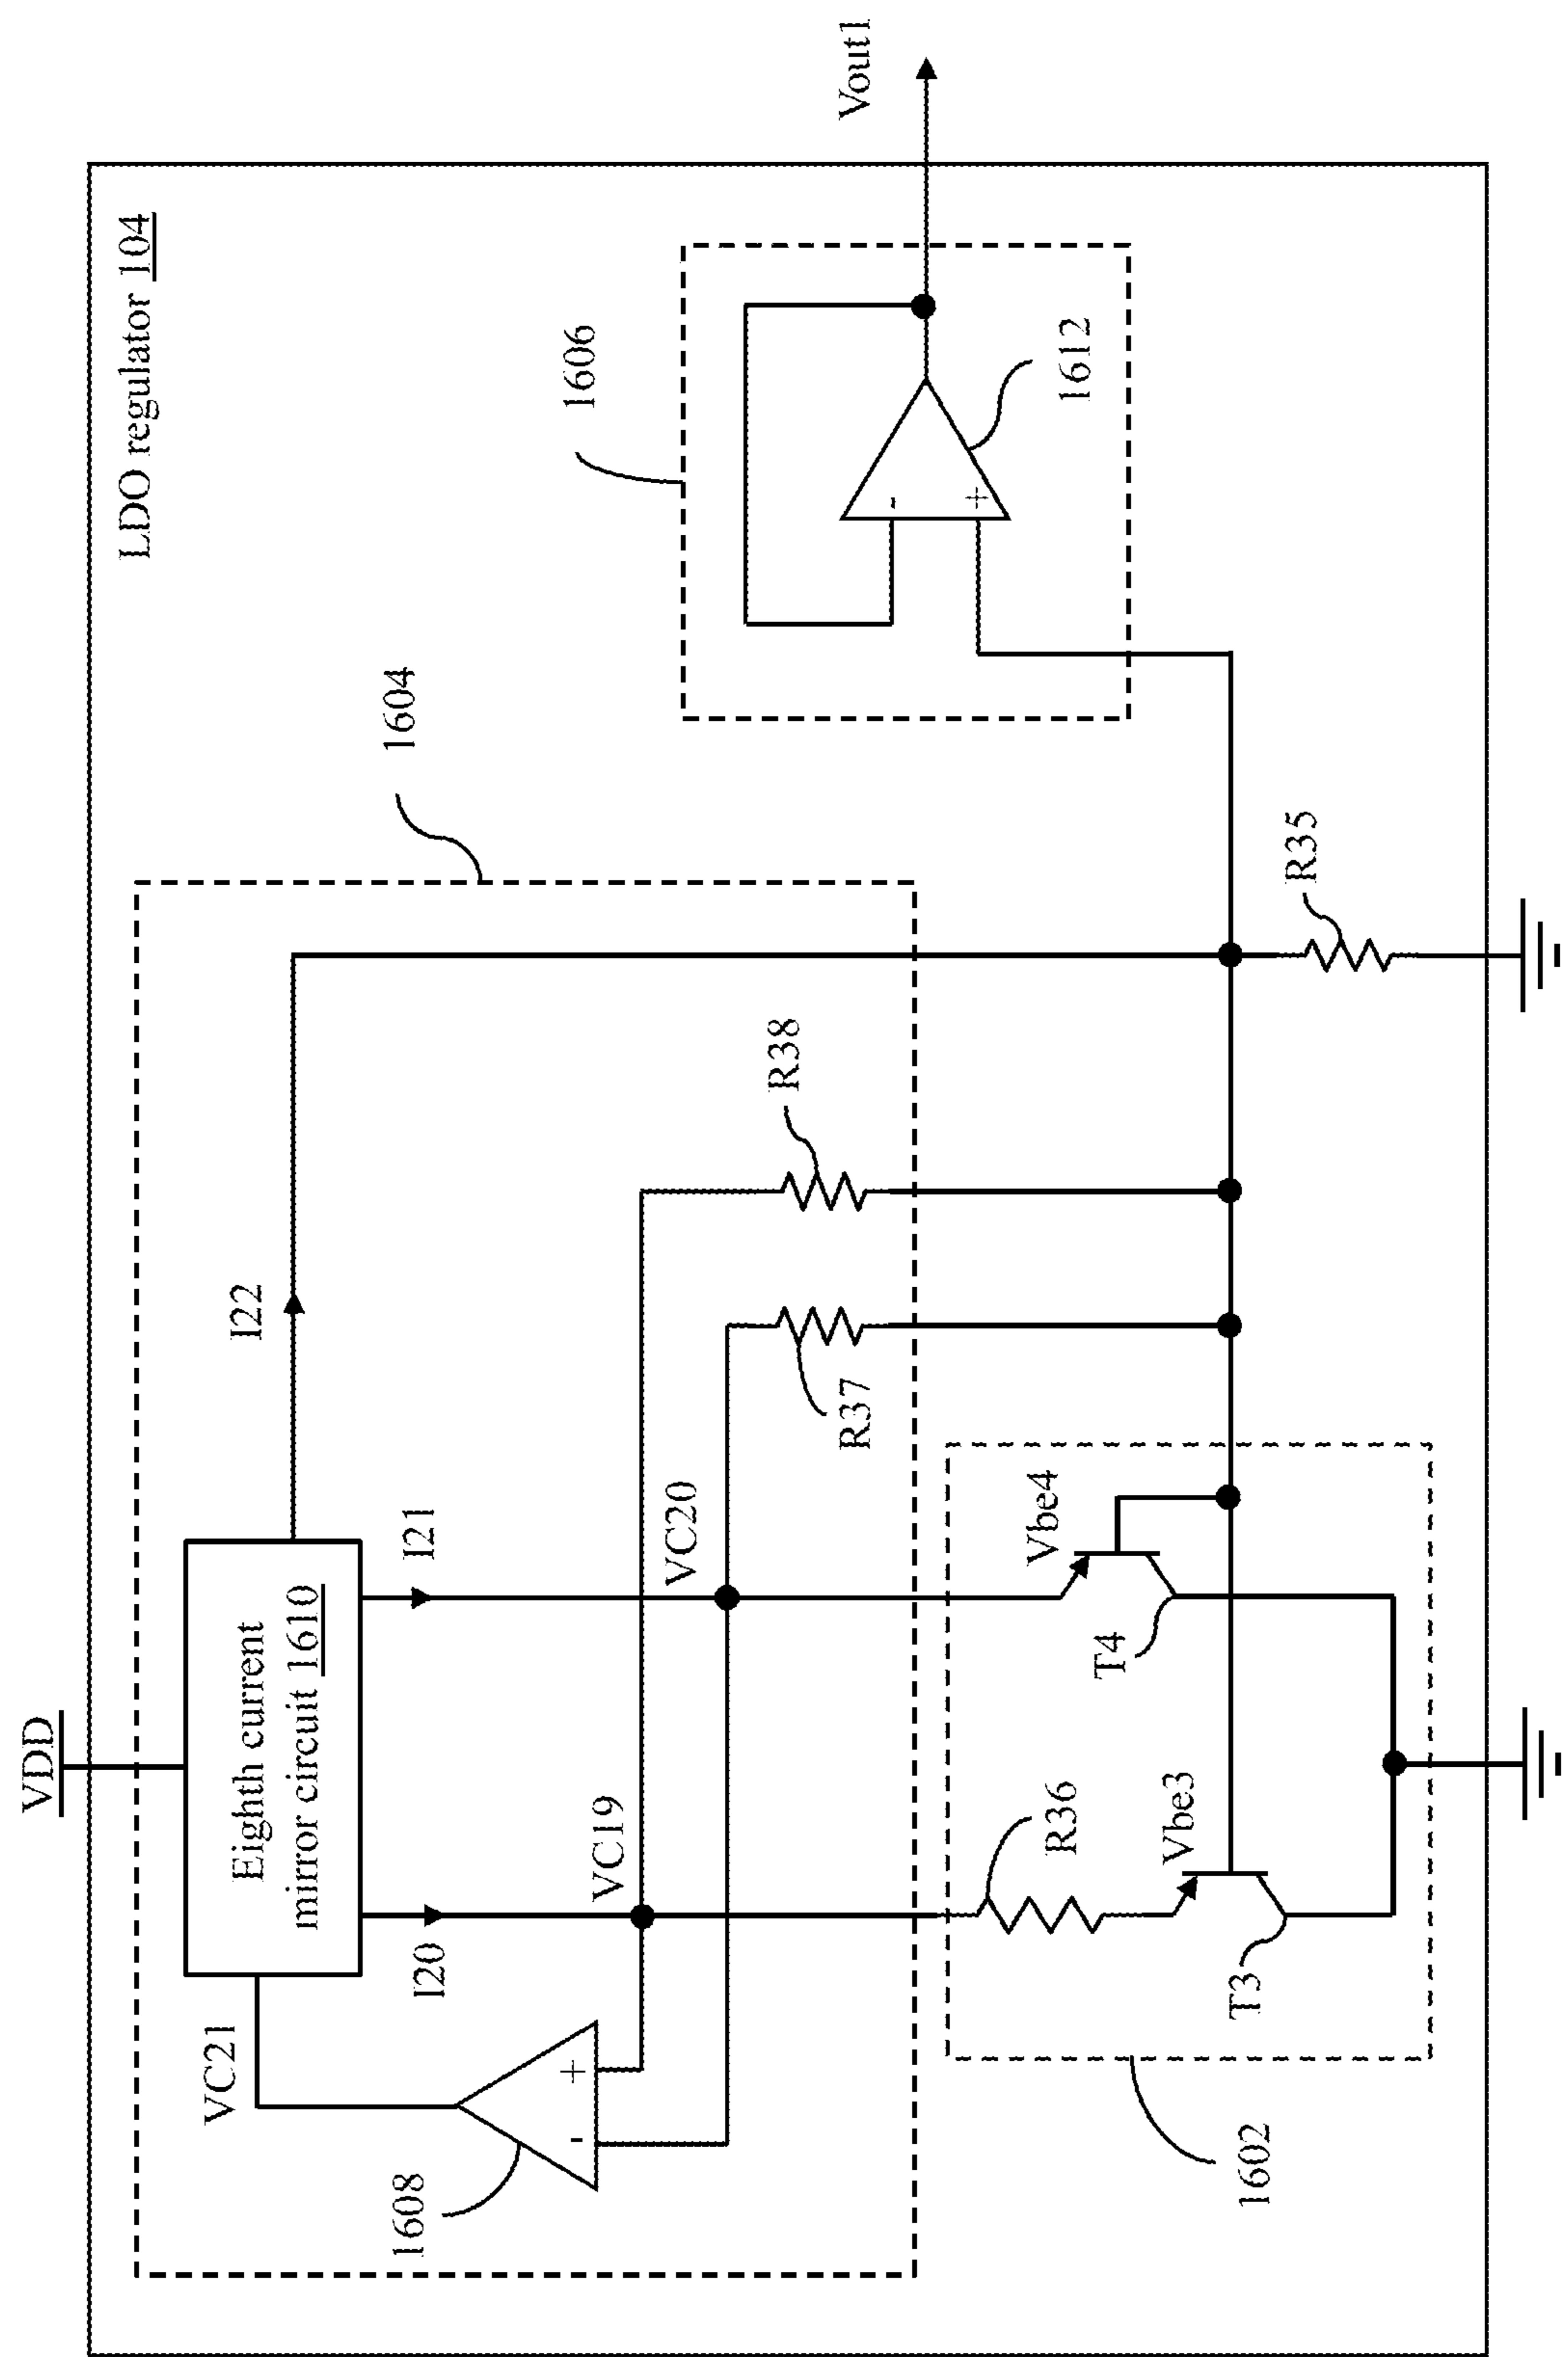 VDD
LDO regulator 104
1604
1606
Vout1
VC21
Eighth current
mirror circuit 1610
I22
I20
I21
1608
+
-
VC19
VC20
R38
R37
-
+
1612
R36
Vbe3
Vbe4
T3
T4
R35
1602